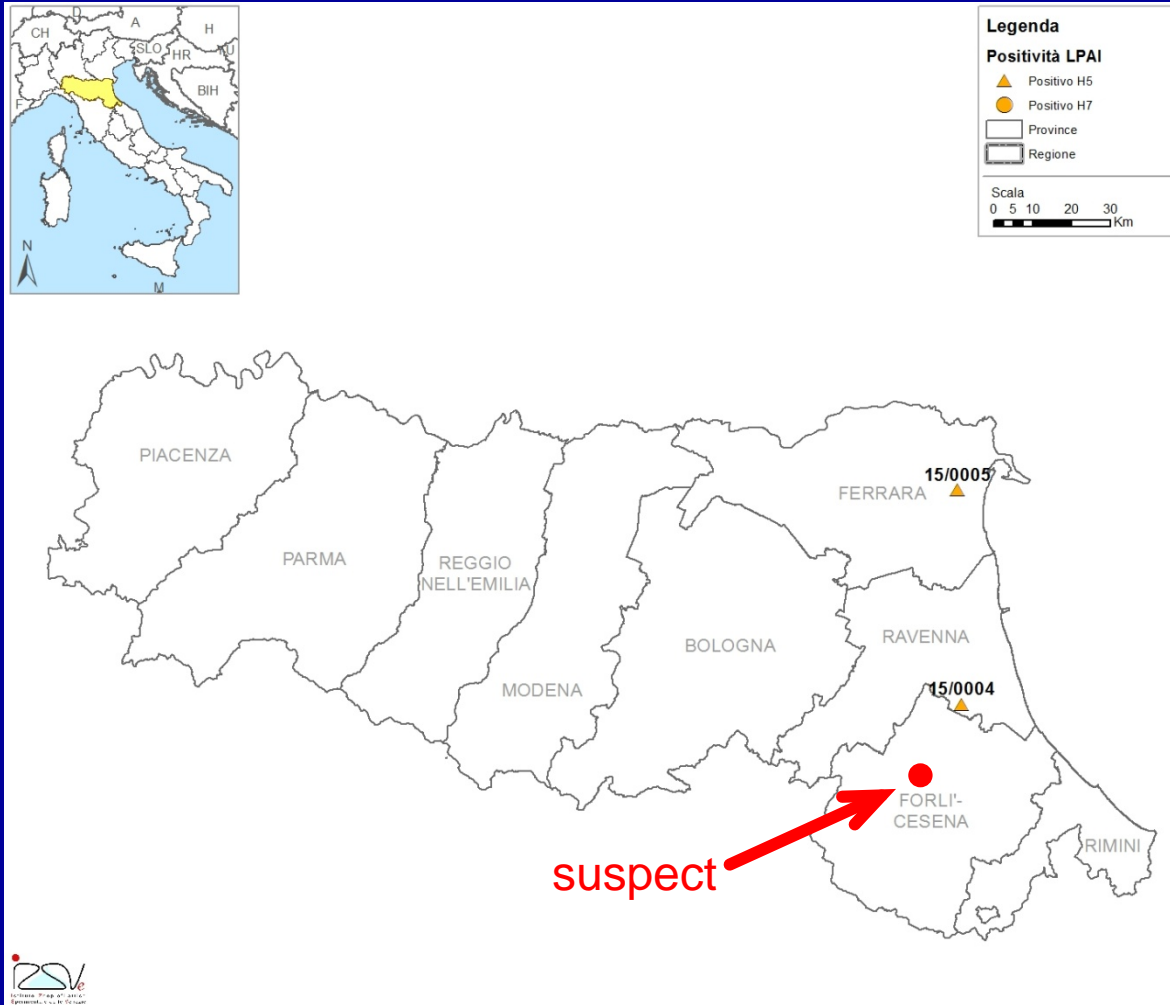 D
A
H
CH
SLO
HR
BIH
F
N
M
Legenda
Positività LPAI
Positivo H5
Positivo H7
Province
Regione
Scala
0 5 10 20 30
Km
PIACENZA
PARMA
REGGIO
NELL'EMILIA
MODENA
BOLOGNA
FERRARA
15/0005
RAVENNA
15/0004
FORLI'-
CESENA
RIMINI
suspect